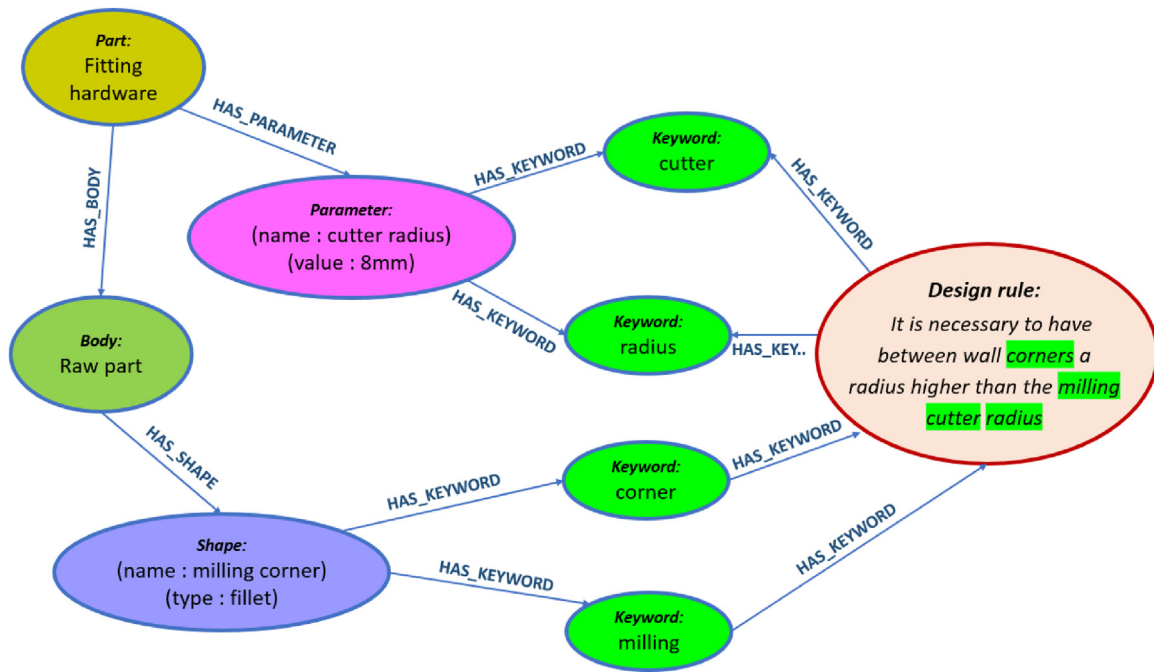 Part:
Fitting
hardware
HAS_PARAMETER
HAS_BODY
Parameter:
(name : cutter radius)
(value : 8mm)
HAS_KEYWORD
Keyword:
cutter
HAS_KEYWORD
HAS_KEYWORD
Keyword:
radius
HAS_KEY..
Design rule:
It is necessary to have
between wall corners a
radius higher than the milling
cutter radius
Body:
Raw part
HAS_SHAPE
Shape:
(name : milling corner)
(type : fillet)
HAS_KEYWORD
Keyword:
corner
HAS_KEYWORD
HAS_KEYWORD
Keyword:
milling
HAS_KEYWORD